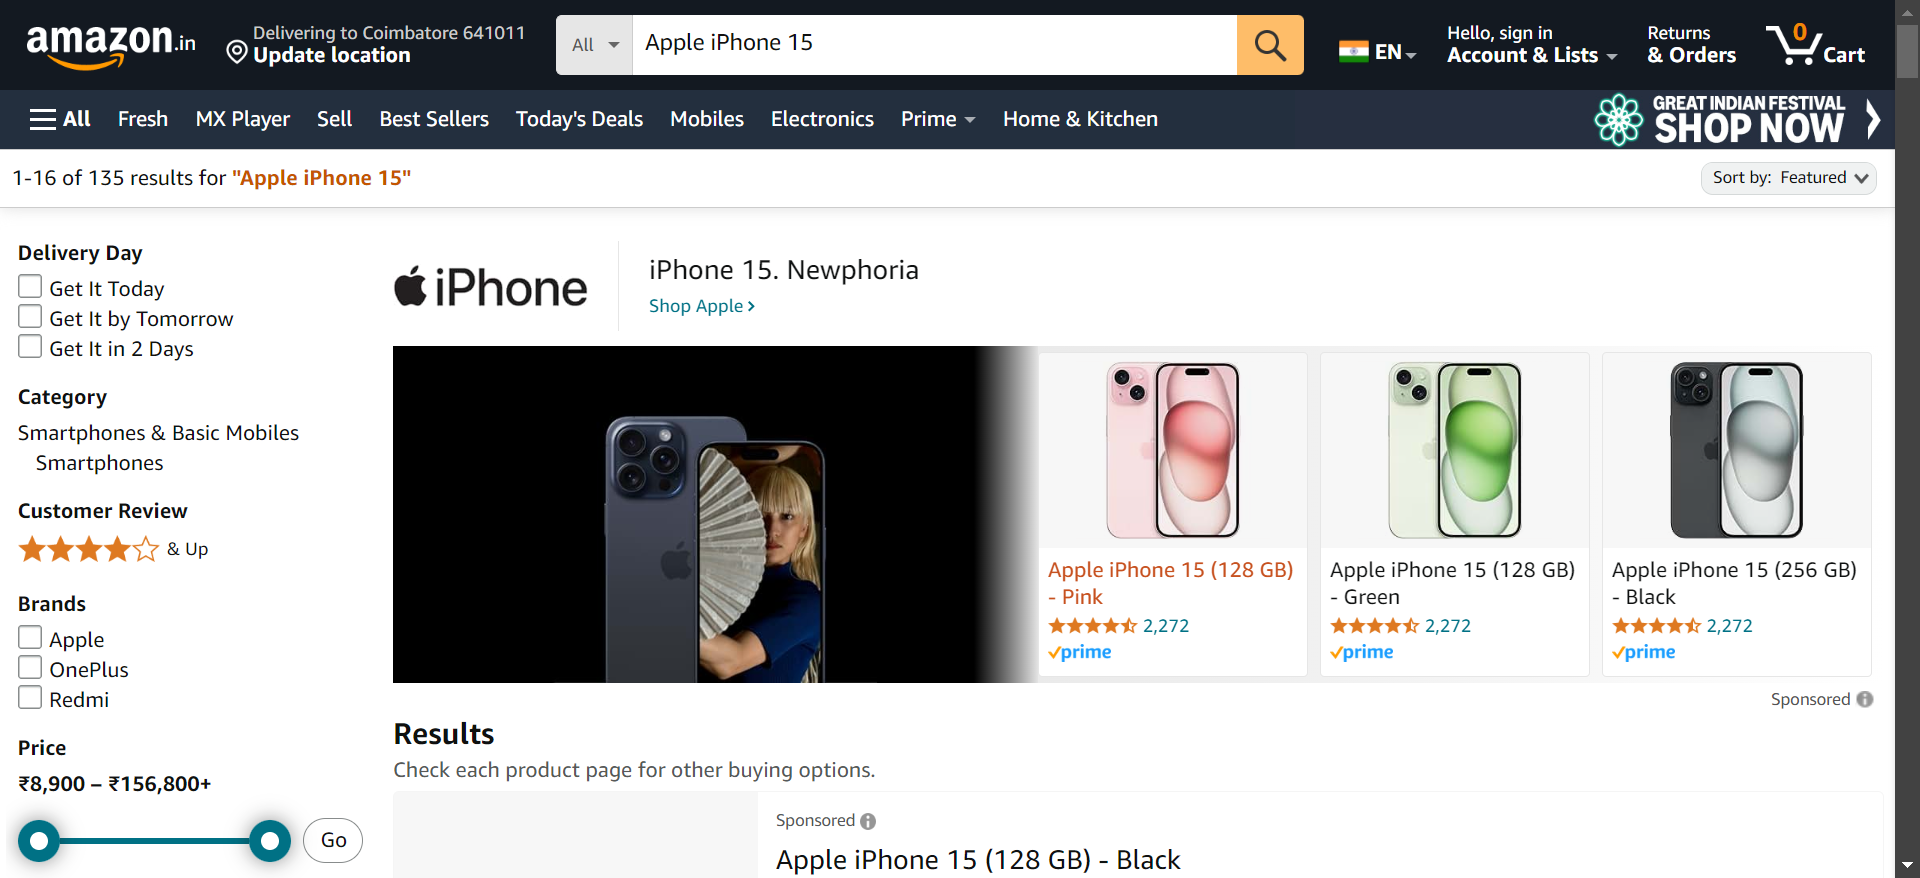 amazon.in
Delivering to Coimbatore 641011
Update location
All
Apple iPhone 15
EN
Hello, sign in
Account & Lists
Returns
& Orders
0
Cart
All
Fresh
MX Player
Sell
Best Sellers
Today's Deals
Mobiles
Electronics
Prime
Home & Kitchen
GREAT INDIAN FESTIVAL
SHOP NOW
1-16 of 135 results for "Apple iPhone 15"
Sort by: Featured
Delivery Day
Get It Today
Get It by Tomorrow
Get It in 2 Days
Category
Smartphones & Basic Mobiles
Smartphones
Customer Review
& Up
Brands
Apple
OnePlus
Redmi
Price
₹8,900 – ₹156,800+
Go
iPhone
iPhone 15. Newphoria
Shop Apple ›
Apple iPhone 15 (128 GB)
- Pink
2,272
prime
Apple iPhone 15 (128 GB)
- Green
2,272
prime
Apple iPhone 15 (256 GB)
- Black
2,272
prime
Sponsored
Results
Check each product page for other buying options.
Sponsored
Apple iPhone 15 (128 GB) - Black